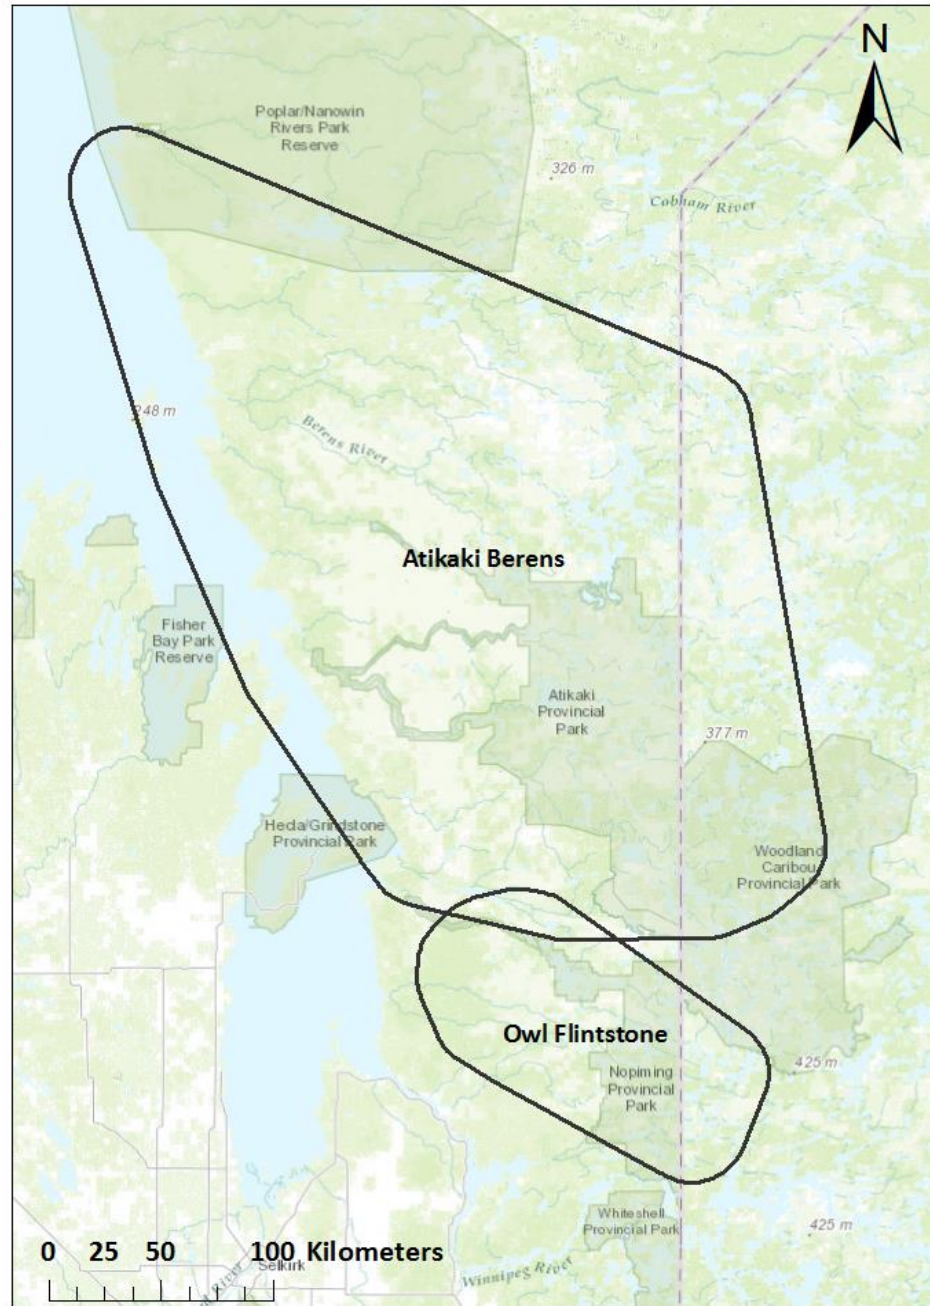 N
Poplar/Nanowin
Rivers Park
Reserve
326 m
Cobham River
248 m
Berens River
Atikaki Berens
Fisher
Bay Park
Reserve
Atikaki
Provincial
Park
377 m
Hecla/Grindstone
Provincial Park
Woodland
Caribou
Provincial Park
Owl Flintstone
425 m
Nopiming
Provincial
Park
Whiteshell
Provincial Park
425 m
0 25 50 100 Kilometers
Selkirk
River
Winnipeg River